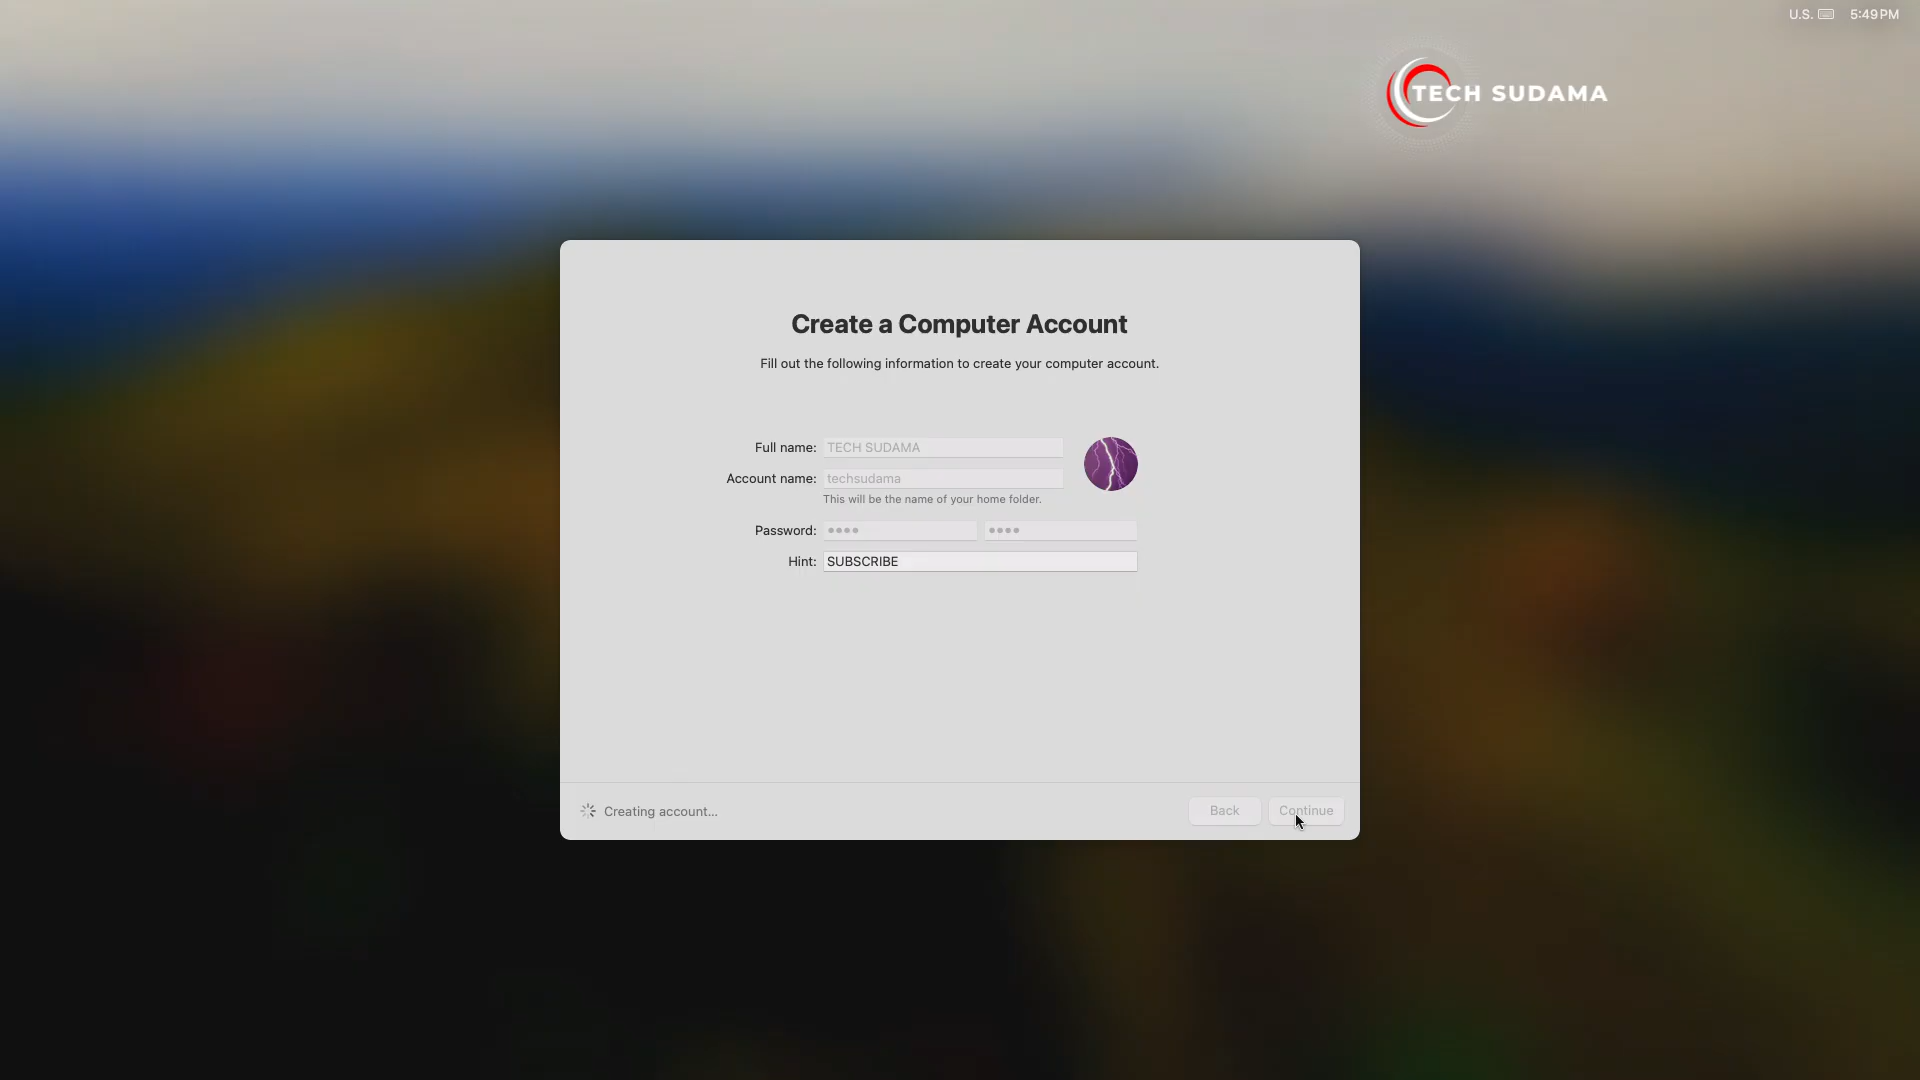 U.S. 5:49 PM
TECH SUDAMA
Create a Computer Account
Fill out the following information to create your computer account.
Full name: TECH SUDAMA
Account name: techsudama
This will be the name of your home folder.
Password: •••• ••••
Hint: SUBSCRIBE
Creating account...
Back Continue